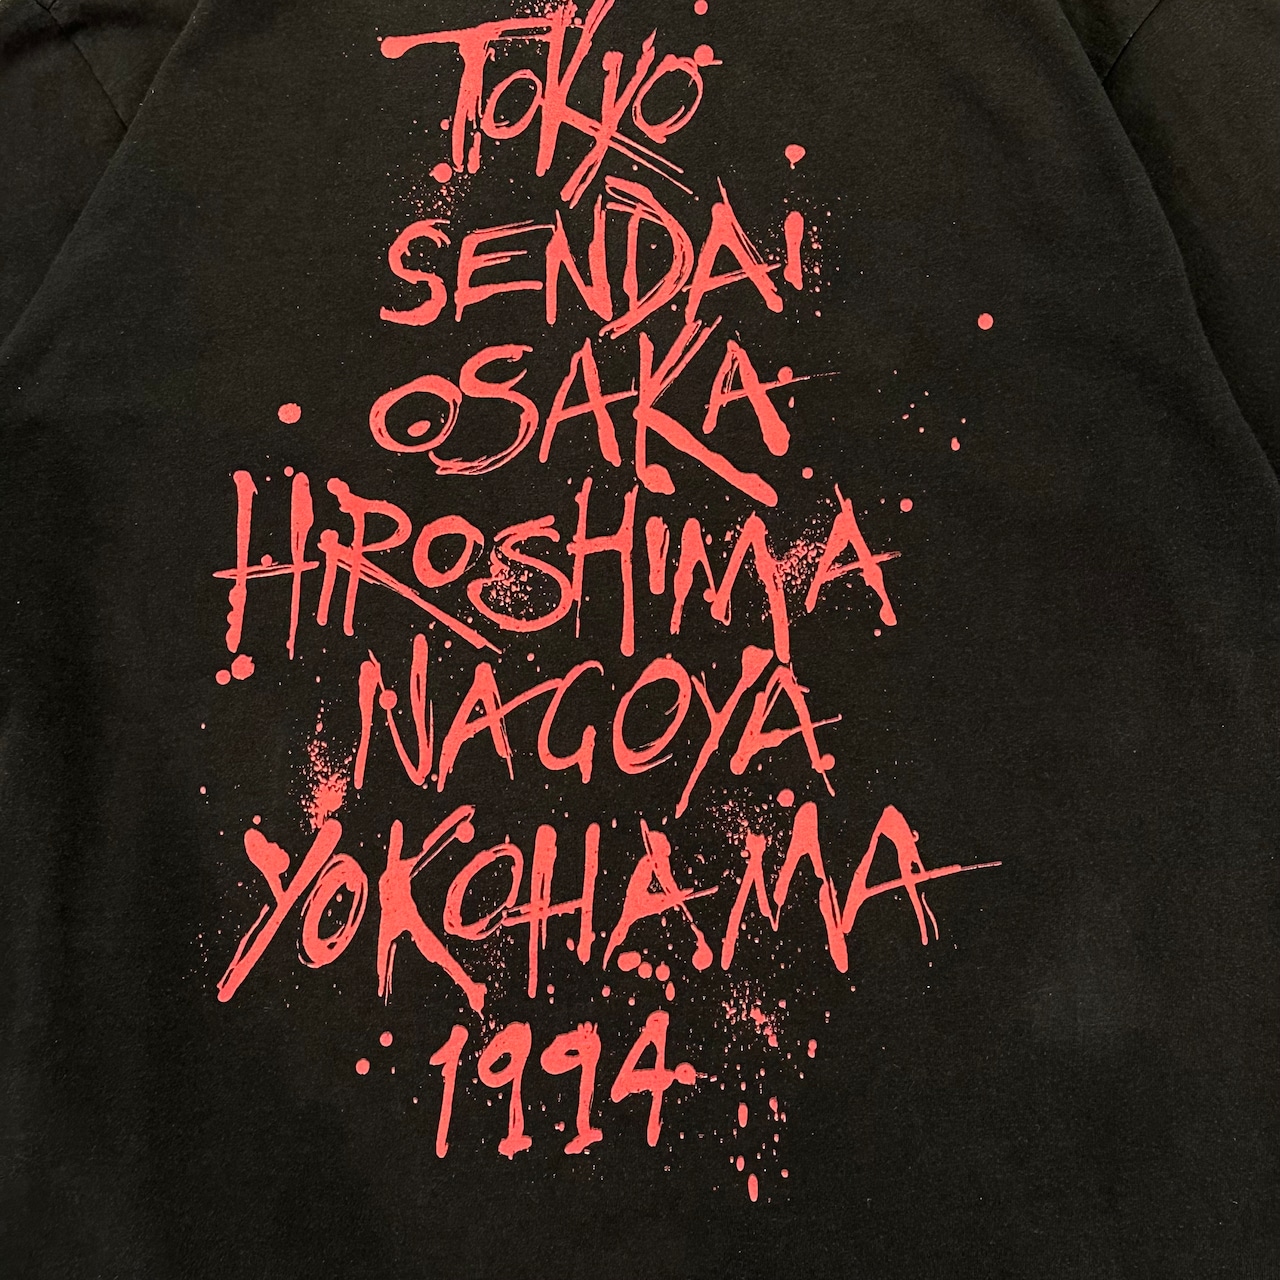 TOKYO
SENDAI
OSAKA
HIROSHIMA
NAGOYA
YOKOHAMA
1994